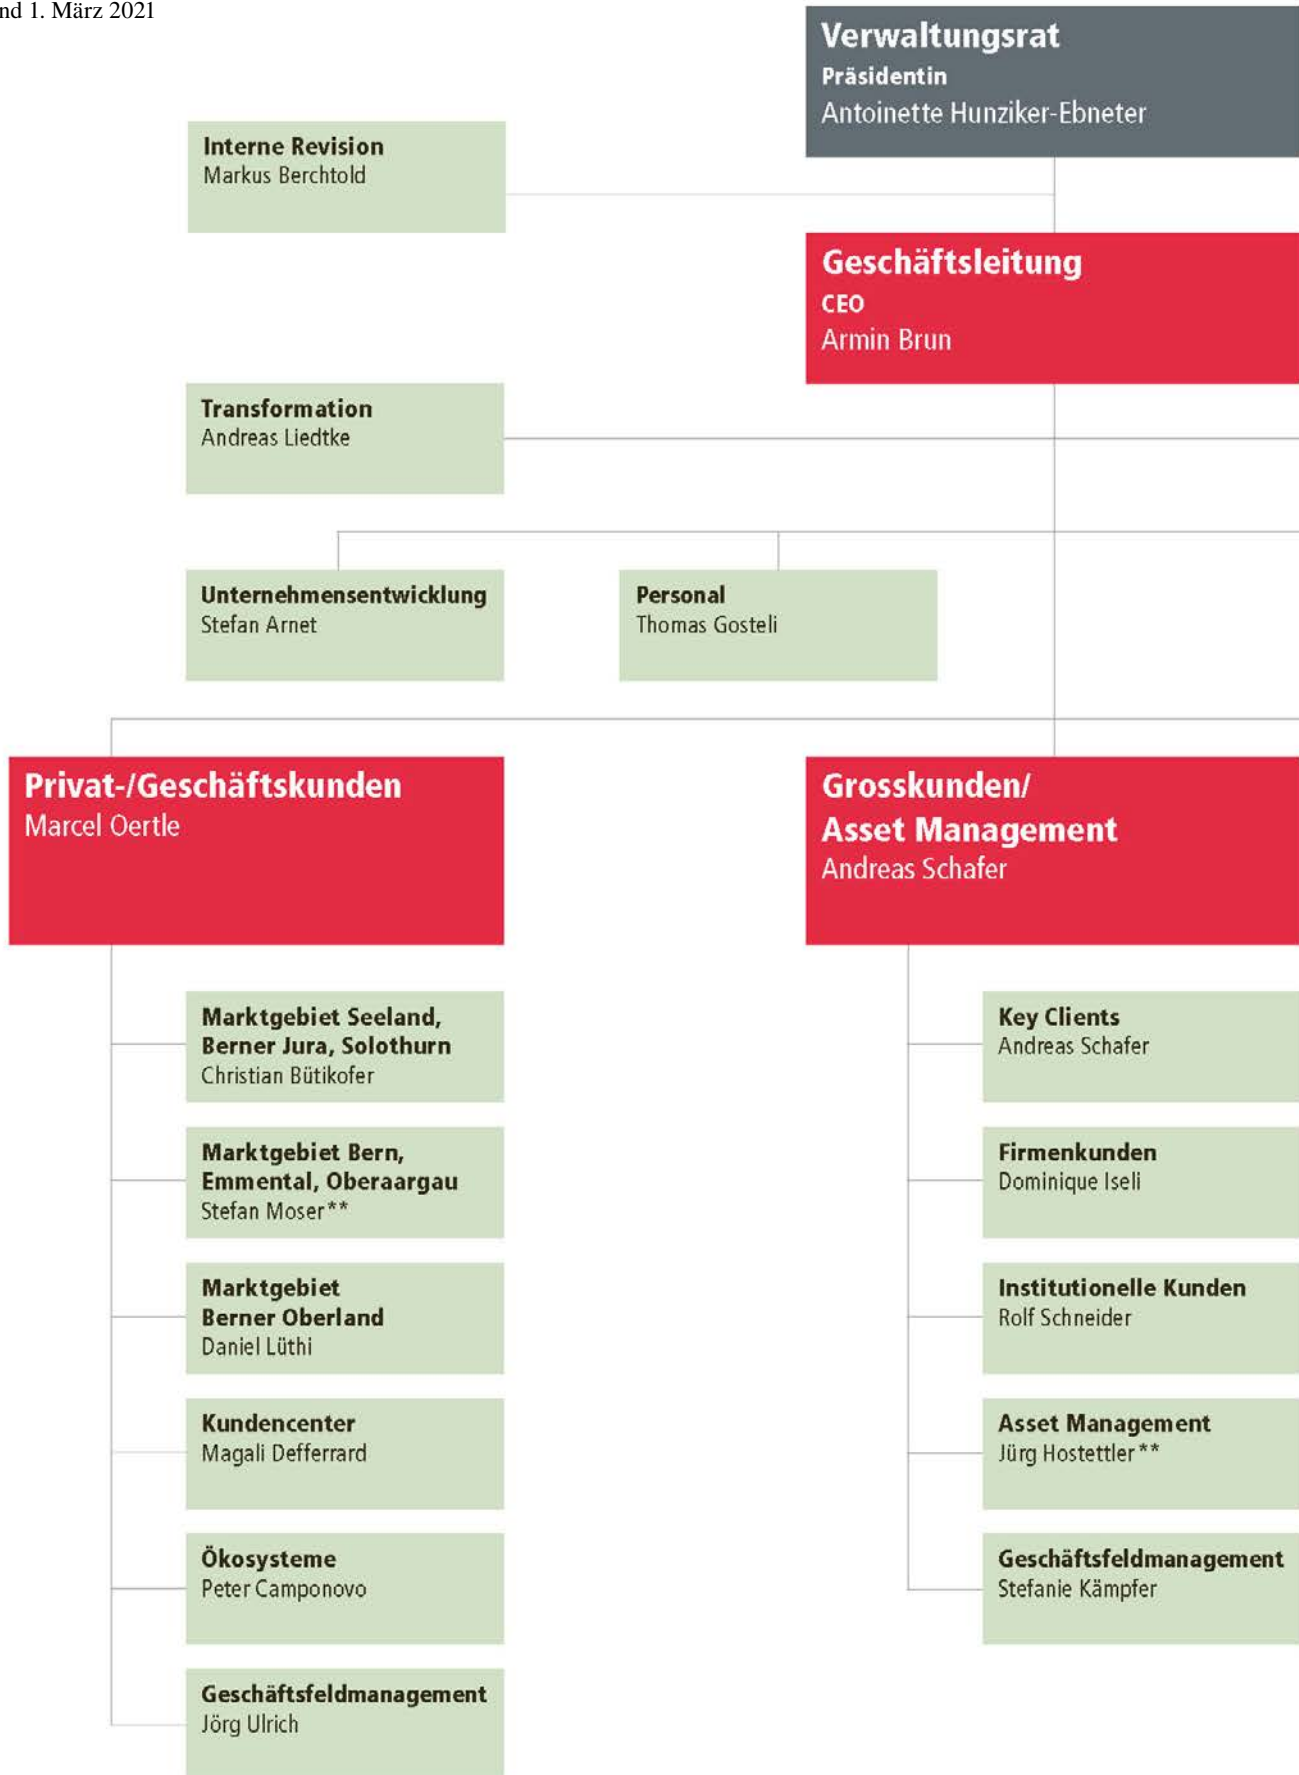 nd 1. März 2021
Verwaltungsrat
Präsidentin
Antoinette Hunziker-Ebneter
Interne Revision
Markus Berchtold
Geschäftsleitung
CEO
Armin Brun
Transformation
Andreas Liedtke
Unternehmensentwicklung
Stefan Arnet
Personal
Thomas Gosteli
Privat-/Geschäftskunden
Marcel Oertle
Grosskunden/
Asset Management
Andreas Schafer
Marktgebiet Seeland,
Berner Jura, Solothurn
Christian Bütikofer
Marktgebiet Bern,
Emmental, Oberaargau
Stefan Moser**
Marktgebiet
Berner Oberland
Daniel Lüthi
Kundencenter
Magali Defferrard
Ökosysteme
Peter Camponovo
Geschäftsfeldmanagement
Jörg Ulrich
Key Clients
Andreas Schafer
Firmenkunden
Dominique Iseli
Institutionelle Kunden
Rolf Schneider
Asset Management
Jürg Hostettler**
Geschäftsfeldmanagement
Stefanie Kämpfer